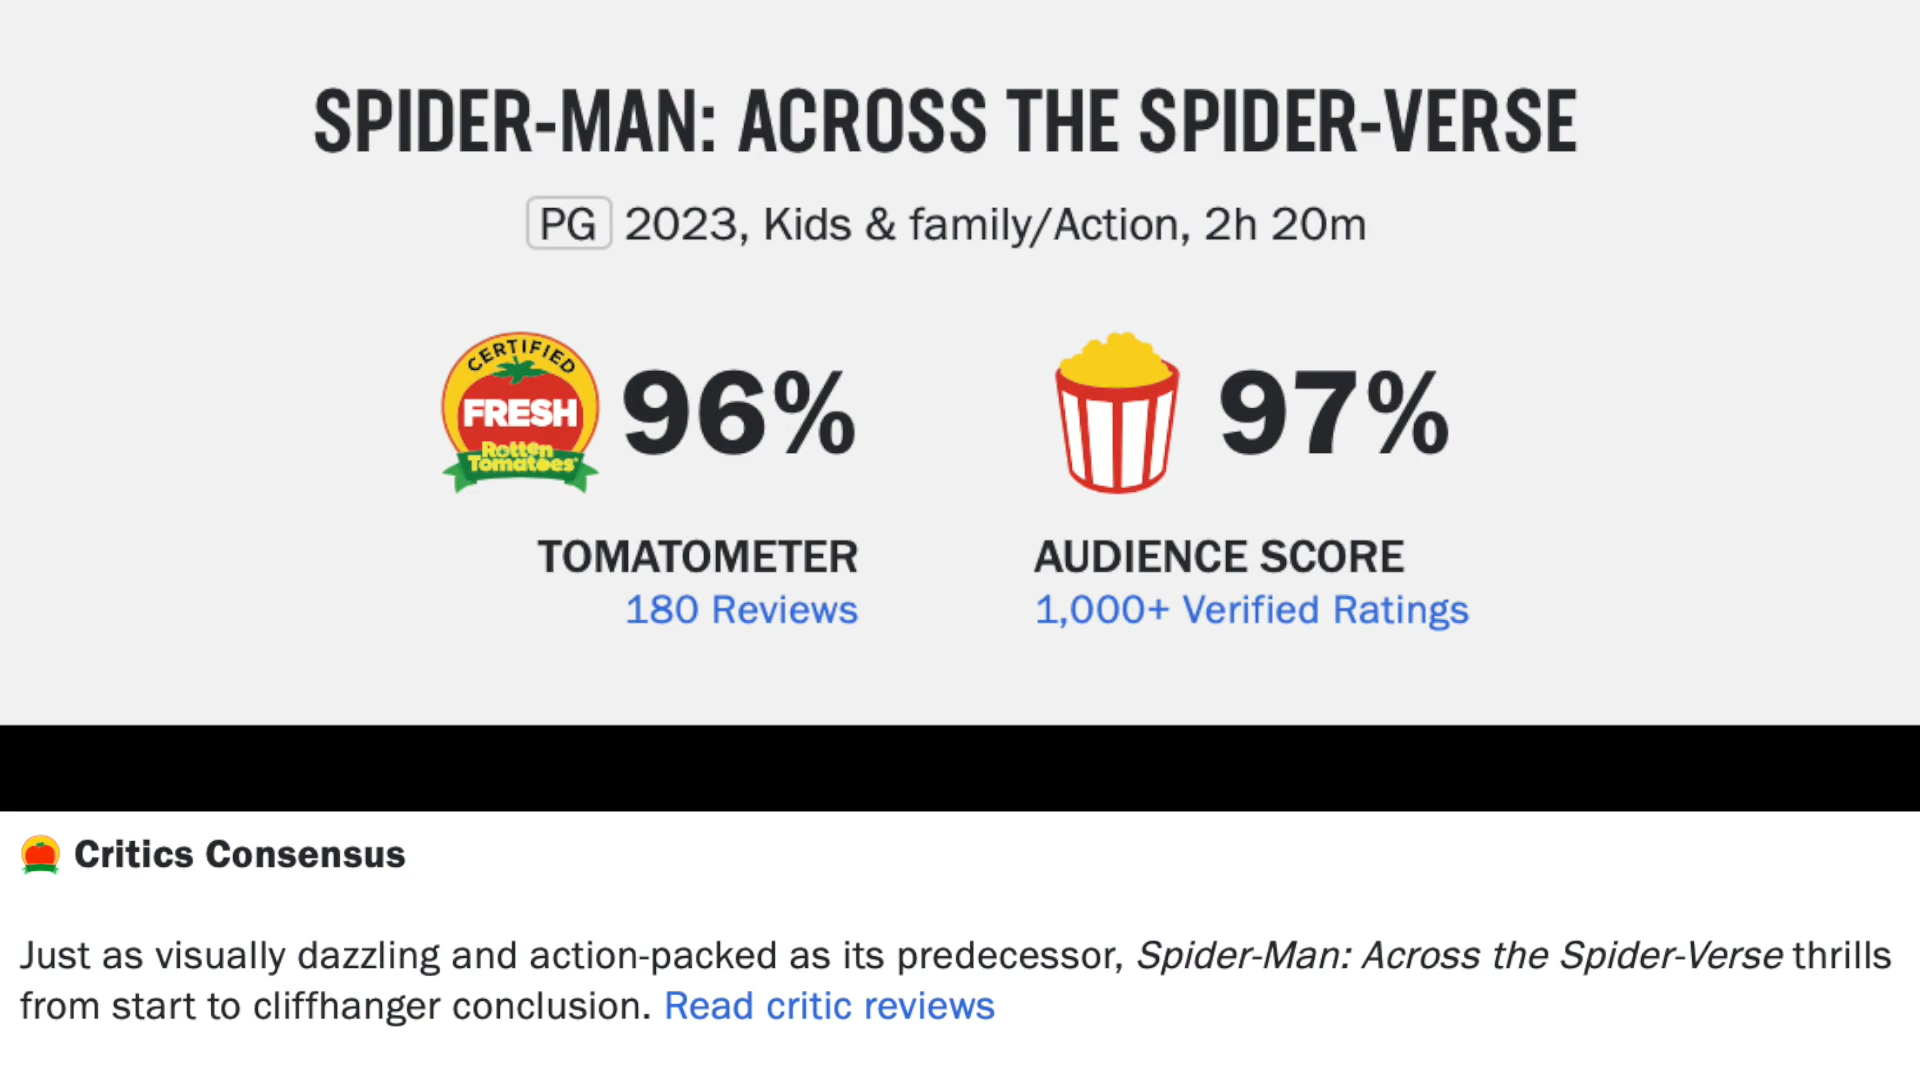 SPIDER-MAN: ACROSS THE SPIDER-VERSE
PG 2023, Kids & family/Action, 2h 20m
CERTIFIED
FRESH
Rotten
Tomatoes
96%
97%
TOMATOMETER
AUDIENCE SCORE
180 Reviews
1,000+ Verified Ratings
Critics Consensus
Just as visually dazzling and action-packed as its predecessor, Spider-Man: Across the Spider-Verse thrills
from start to cliffhanger conclusion. Read critic reviews